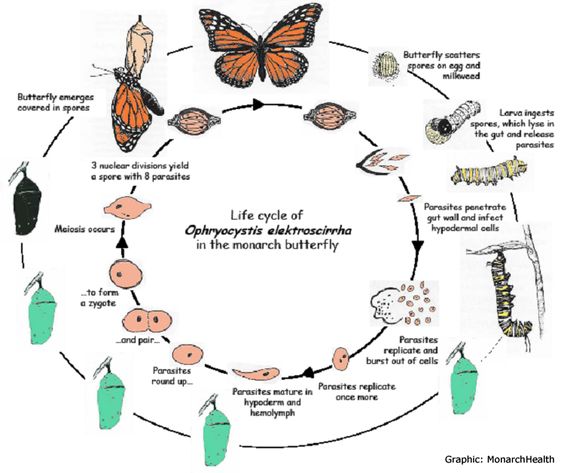 Butterfly scatters
spores on egg and
milkweed
Butterfly emerges
covered in spores
Larva ingests
spores, which lyse in
the gut and release
parasites
3 nuclear divisions yield
a spore with 8 parasites
Life cycle of
Ophryocystis elektroscirrha
in the monarch butterfly
Parasites penetrate
gut wall and infect
hypodermal cells
Meiosis occurs
...to form
a zygote
...and pair...
Parasites
replicate and
burst out of cells
Parasites
round up...
Parasites mature in
hypoderm and
hemolymph
Parasites replicate
once more
Graphic: MonarchHealth